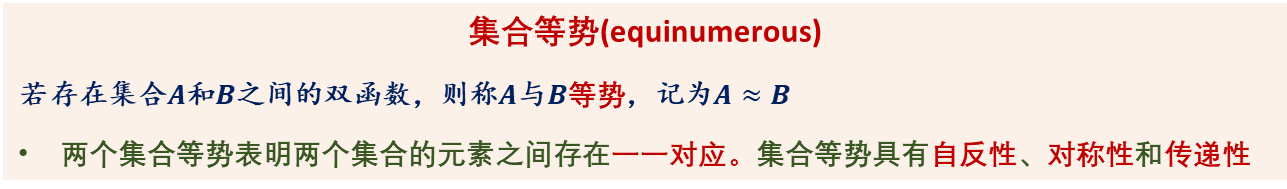 集合等势(equinumerous)
若存在集合A和B之间的双函数，则称A与B等势，记为A ≈ B
• 两个集合等势表明两个集合的元素之间存在一一对应。集合等势具有自反性、对称性和传递性